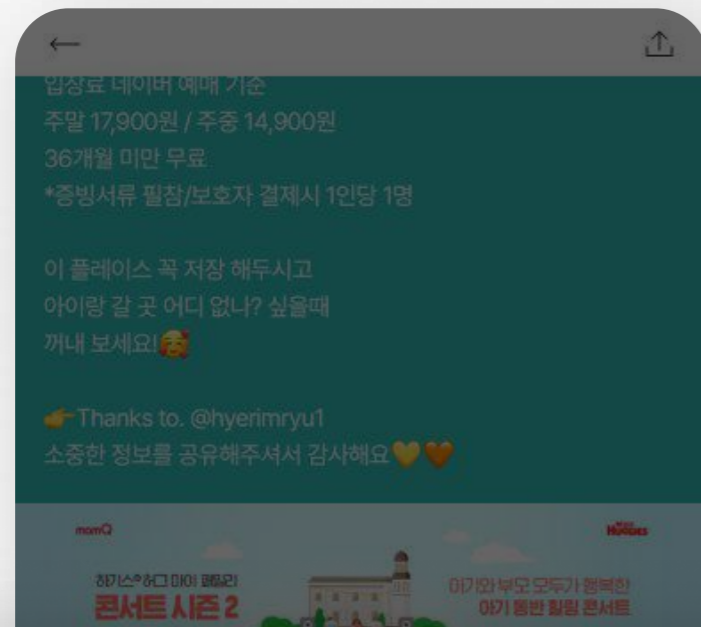 입장료 네이버 예매 기준
주말 17,900원 / 주중 14,900원
36개월 미만 무료
*증빙서류 필참/보호자 결제시 1인당 1명
이 플레이스 꼭 저장 해두시고
아이랑 갈 곳 어디 없나? 싶을때
꺼내 보세요!🥰
👉Thanks to. @hyerimryu1
소중한 정보를 공유해주셔서 감사해요💛🧡
momQ
HUGGIES
하기스® 허그 마이 패밀리
콘서트 시즌 2
아기와 부모 모두가 행복한
아기 동반 힐링 콘서트